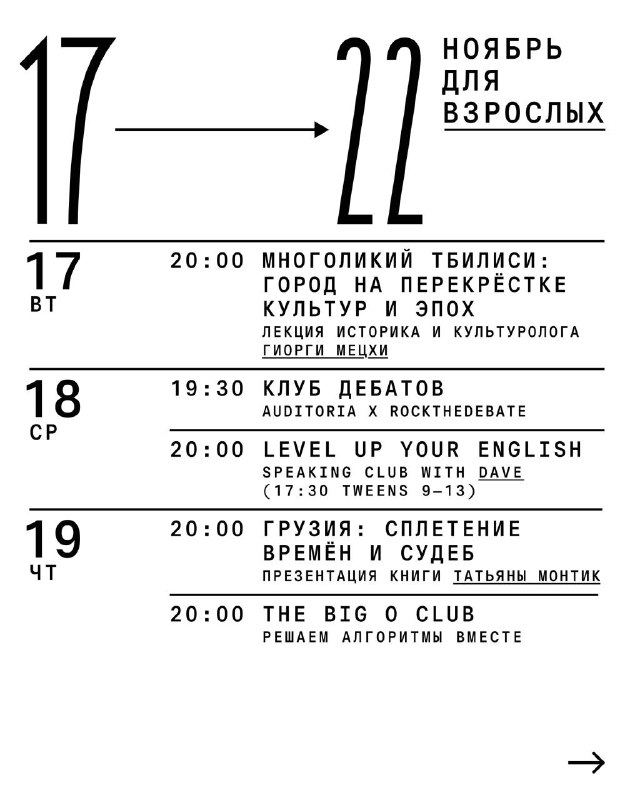 17 → 22
НОЯБРЬ
ДЛЯ
ВЗРОСЛЫХ
17
ВТ
20:00 МНОГОЛИКИЙ ТБИЛИСИ:
ГОРОД НА ПЕРЕКРЁСТКЕ
КУЛЬТУР И ЭПОХ
ЛЕКЦИЯ ИСТОРИКА И КУЛЬТУРОЛОГА
ГИОРГИ МЕЦХИ
18
СР
19:30 КЛУБ ДЕБАТОВ
AUDITORIA X ROCKTHEDEBATE
20:00 LEVEL UP YOUR ENGLISH
SPEAKING CLUB WITH DAVE
(17:30 TWEENS 9–13)
19
ЧТ
20:00 ГРУЗИЯ: СПЛЕТЕНИЕ
ВРЕМЁН И СУДЕБ
ПРЕЗЕНТАЦИЯ КНИГИ ТАТЬЯНЫ МОНТИК
20:00 THE BIG O CLUB
РЕШАЕМ АЛГОРИТМЫ ВМЕСТЕ
→